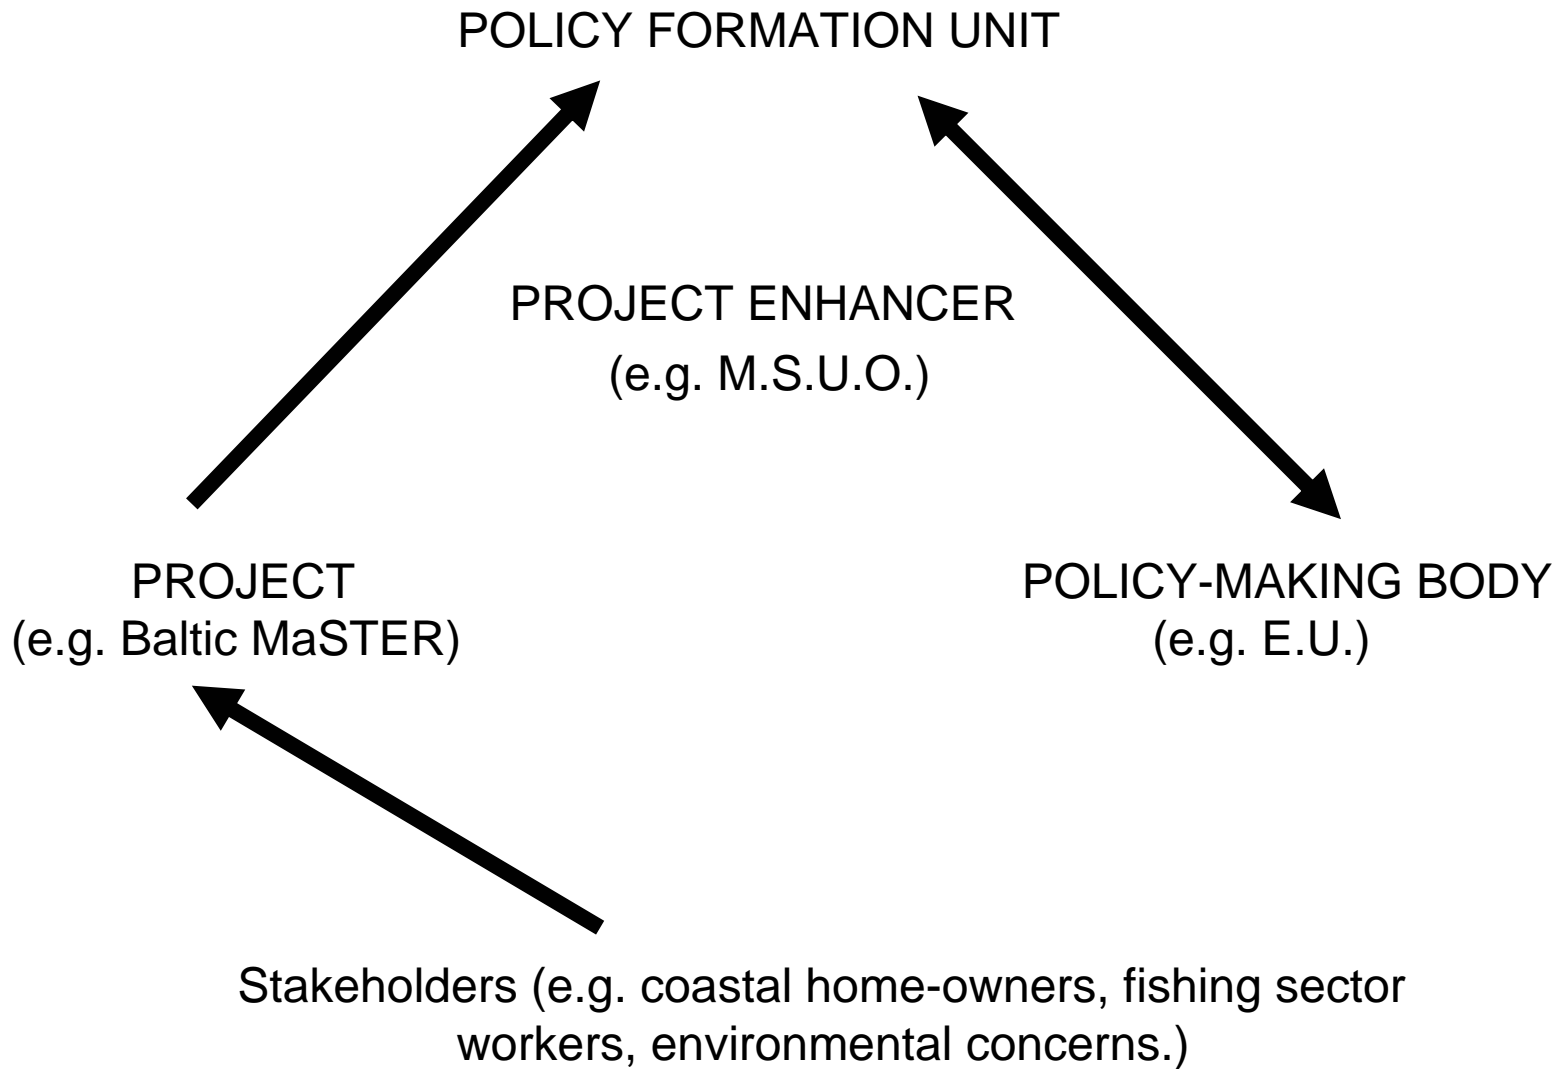 POLICY FORMATION UNIT
PROJECT ENHANCER
(e.g. M.S.U.O.)
PROJECT
(e.g. Baltic MaSTER)
POLICY-MAKING BODY
(e.g. E.U.)
Stakeholders (e.g. coastal home-owners, fishing sector
workers, environmental concerns.)